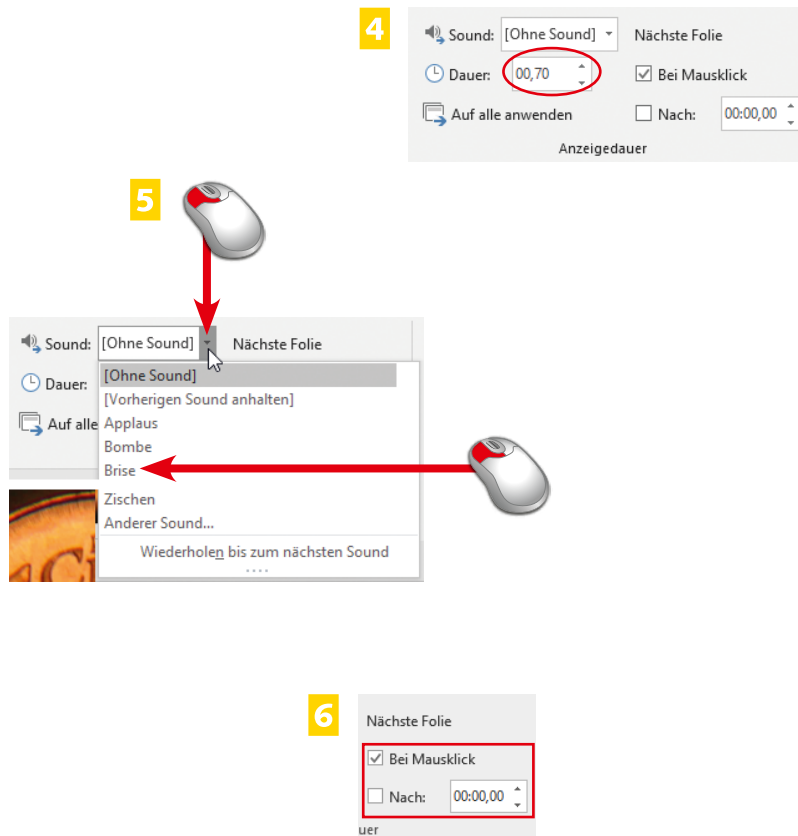 4
Sound: [Ohne Sound] Nächste Folie
Dauer: 00,70 Bei Mausklick
Auf alle anwenden Nach: 00:00,00
Anzeigedauer
5
Sound: [Ohne Sound] Nächste Folie
Dauer:
Auf alle
[Ohne Sound]
[Vorherigen Sound anhalten]
Applaus
Bombe
Brise
Zischen
Anderer Sound...
Wiederholen bis zum nächsten Sound
6
Nächste Folie
Bei Mausklick
Nach: 00:00,00
uer